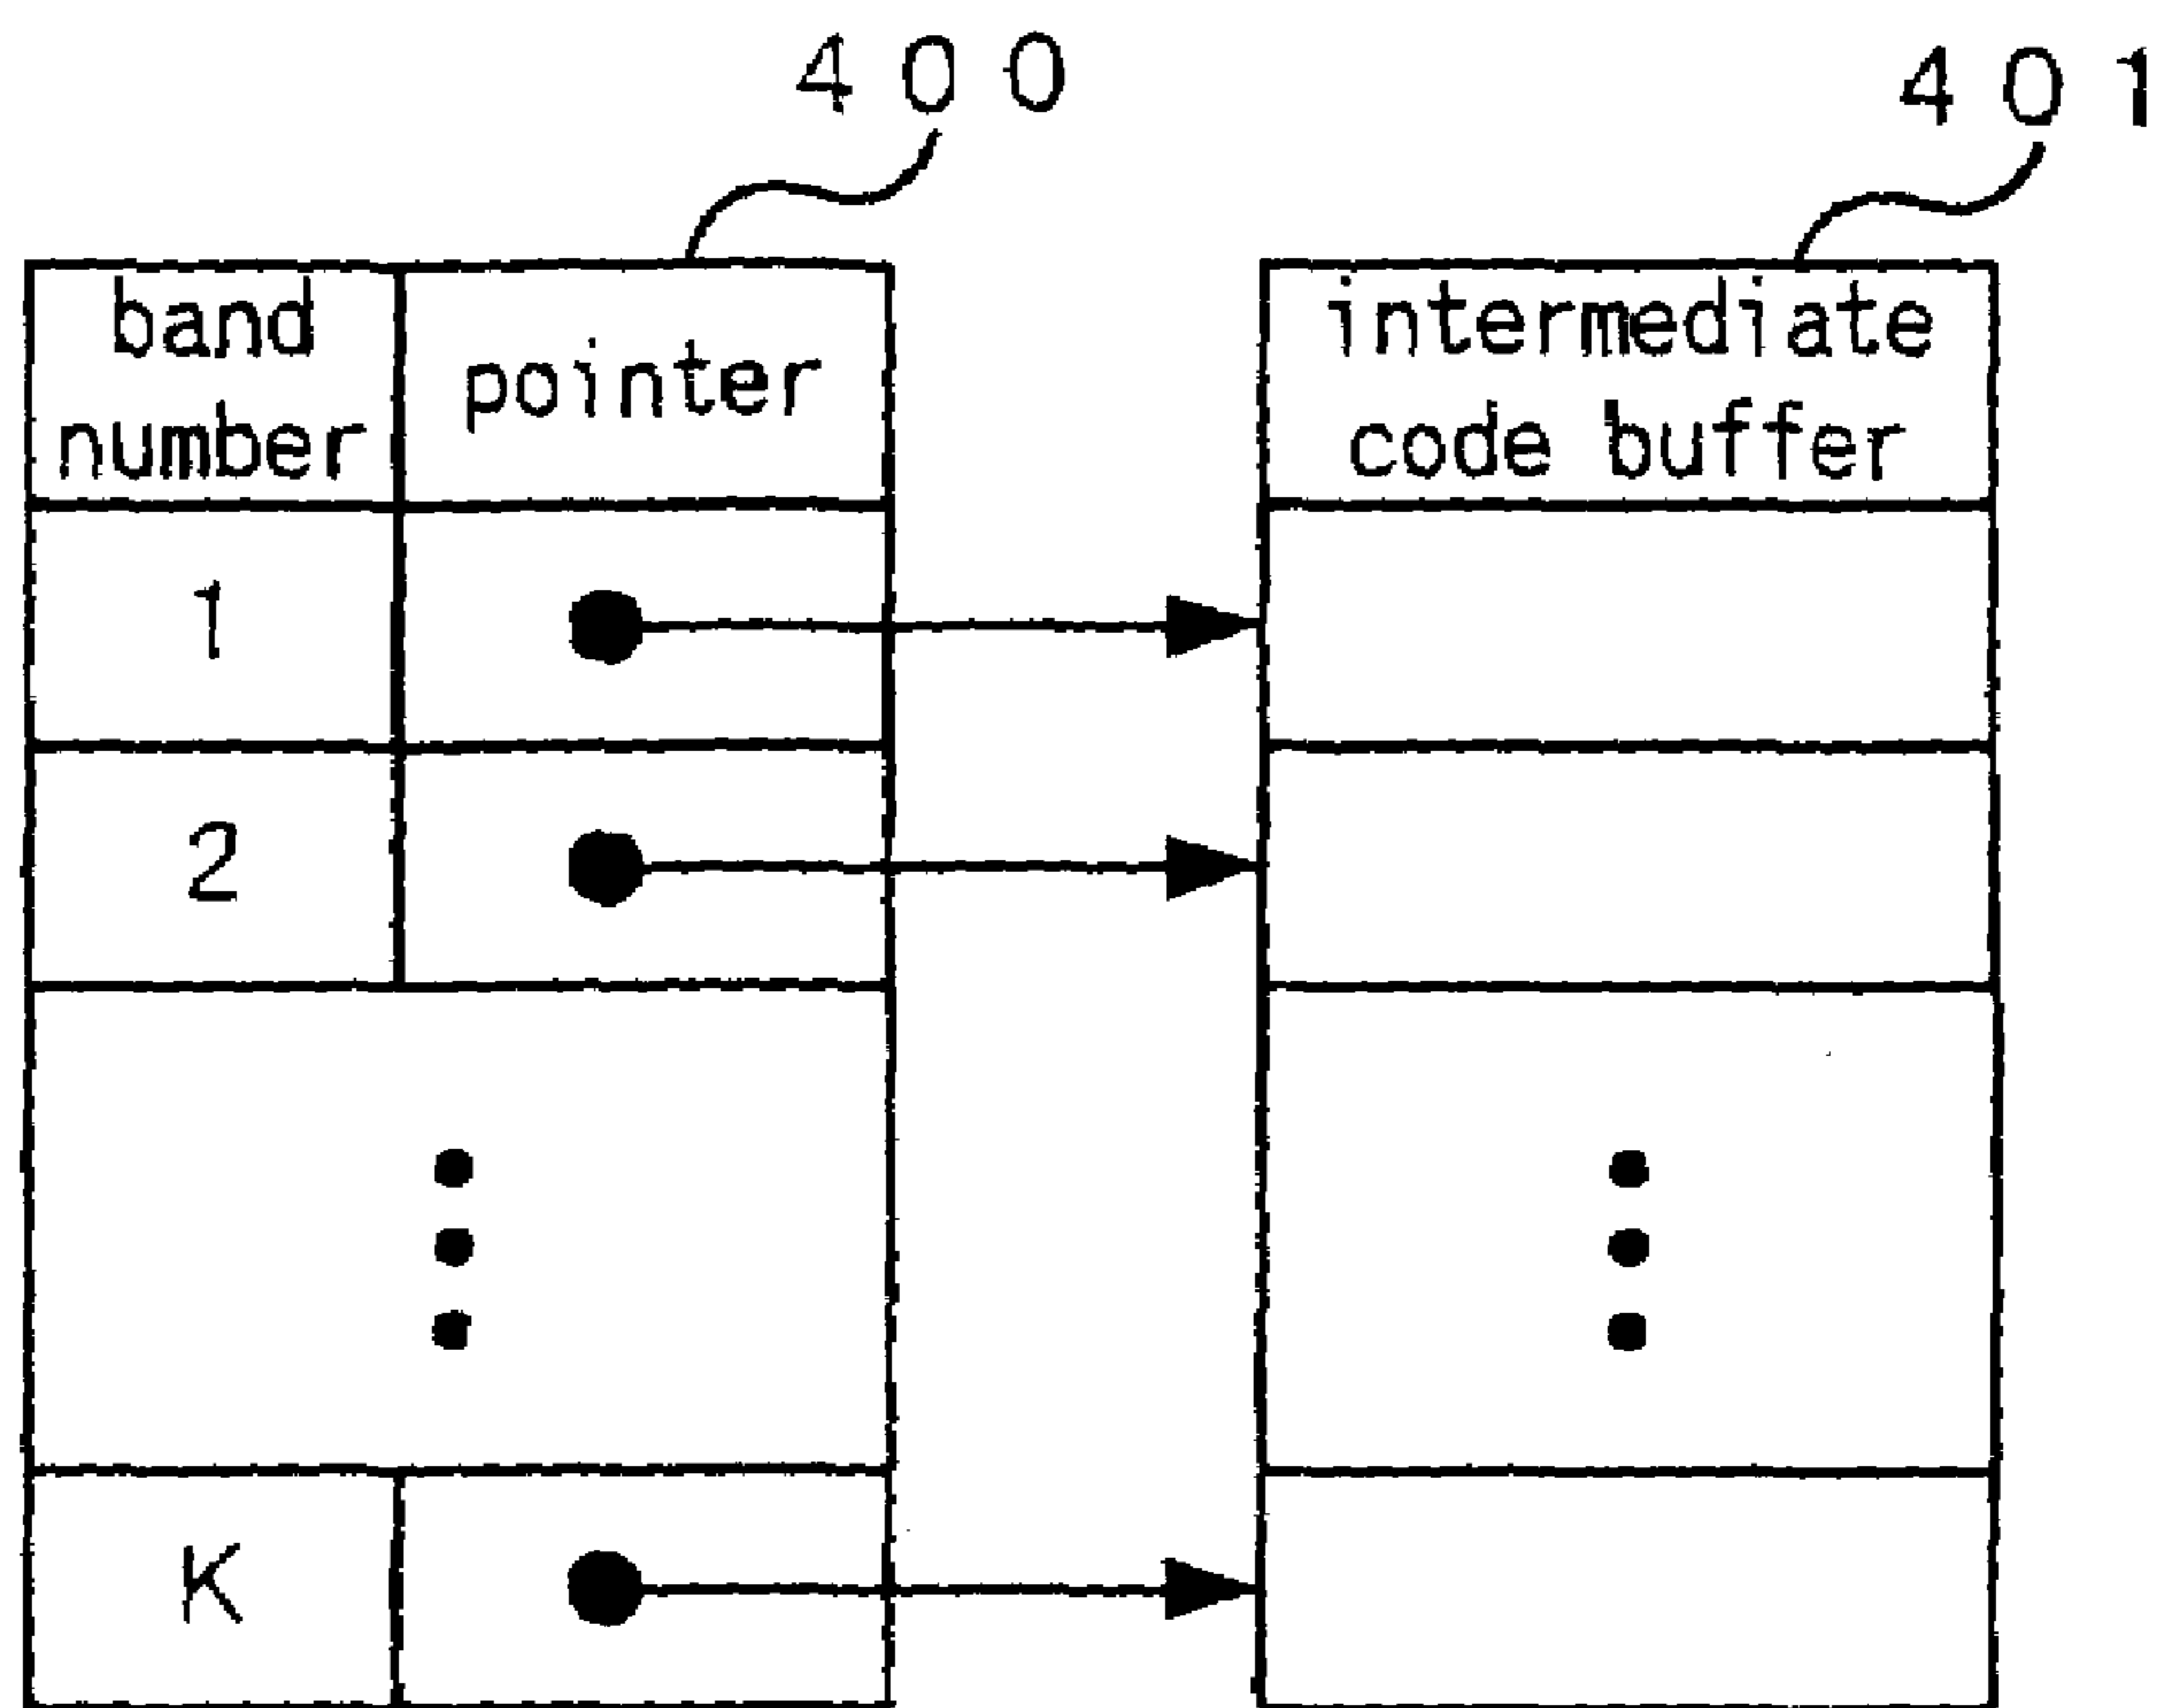 400
401
band
number
pointer
intermediate
code buffer
1
2
K